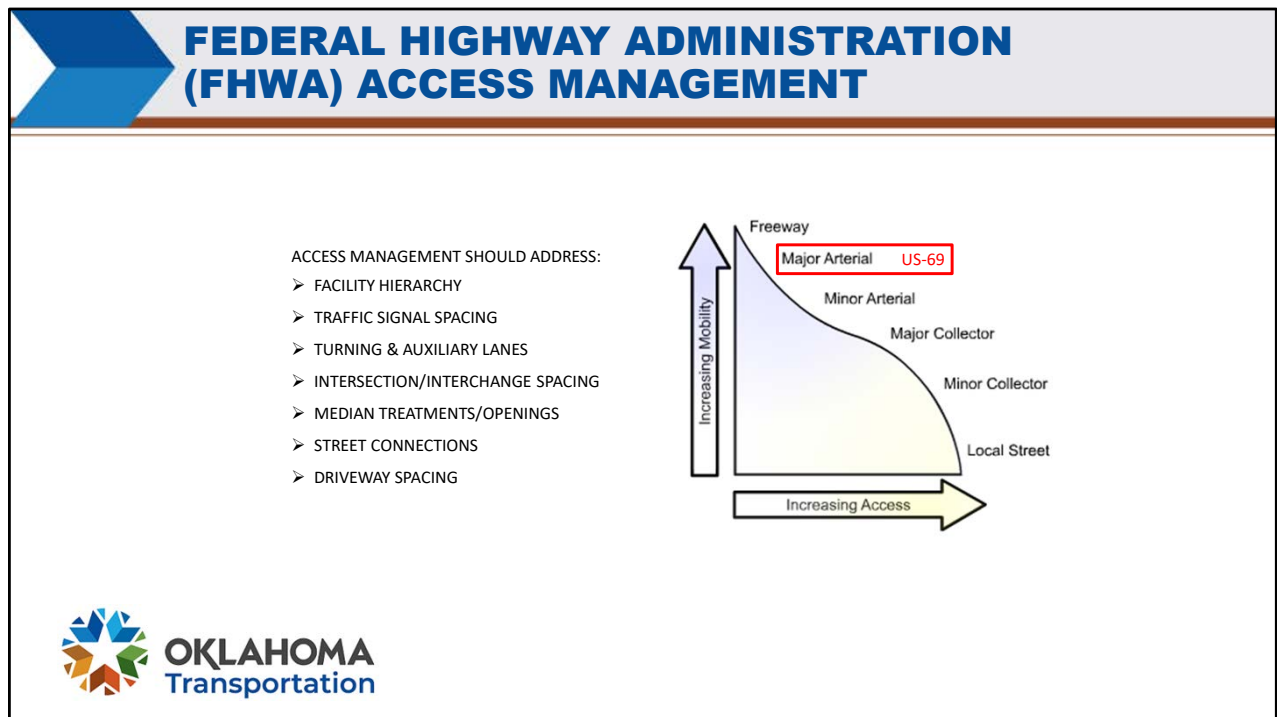 FEDERAL HIGHWAY ADMINISTRATION
(FHWA) ACCESS MANAGEMENT
ACCESS MANAGEMENT SHOULD ADDRESS:
➢ FACILITY HIERARCHY
➢ TRAFFIC SIGNAL SPACING
➢ TURNING & AUXILIARY LANES
➢ INTERSECTION/INTERCHANGE SPACING
➢ MEDIAN TREATMENTS/OPENINGS
➢ STREET CONNECTIONS
➢ DRIVEWAY SPACING
Increasing Mobility
Freeway
Major Arterial US-69
Minor Arterial
Major Collector
Minor Collector
Local Street
Increasing Access
OKLAHOMA
Transportation